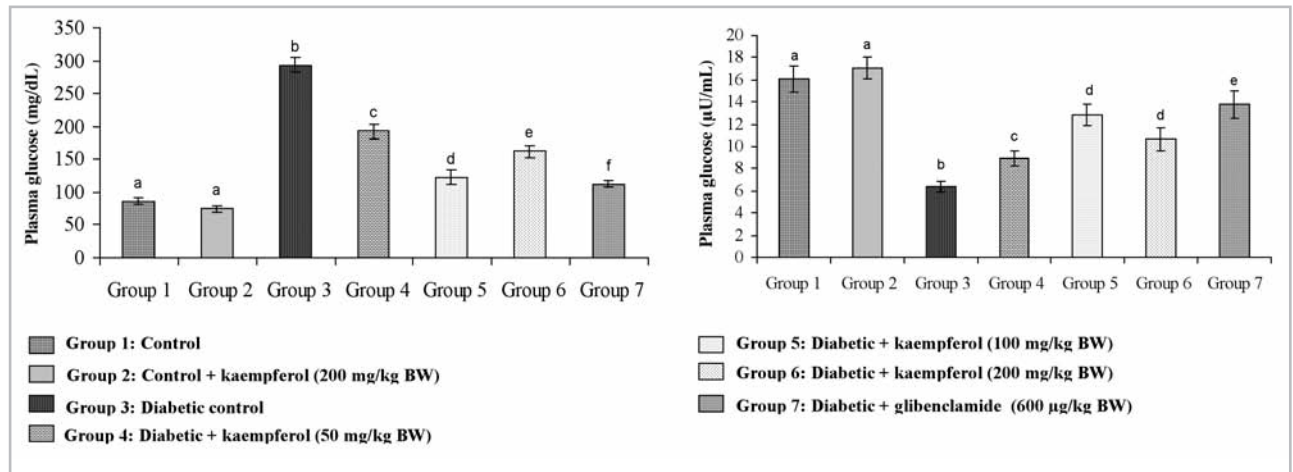 Plasma glucose (mg/dL)
350
300
250
200
150
100
50
0
a
a
b
c
d
e
f
Group 1 Group 2 Group 3 Group 4 Group 5 Group 6 Group 7
Plasma glucose (µU/mL)
20
18
16
14
12
10
8
6
4
2
0
a
a
b
c
d
d
e
Group 1 Group 2 Group 3 Group 4 Group 5 Group 6 Group 7
Group 1: Control
Group 2: Control + kaempferol (200 mg/kg BW)
Group 3: Diabetic control
Group 4: Diabetic + kaempferol (50 mg/kg BW)
Group 5: Diabetic + kaempferol (100 mg/kg BW)
Group 6: Diabetic + kaempferol (200 mg/kg BW)
Group 7: Diabetic + glibenclamide (600 µg/kg BW)